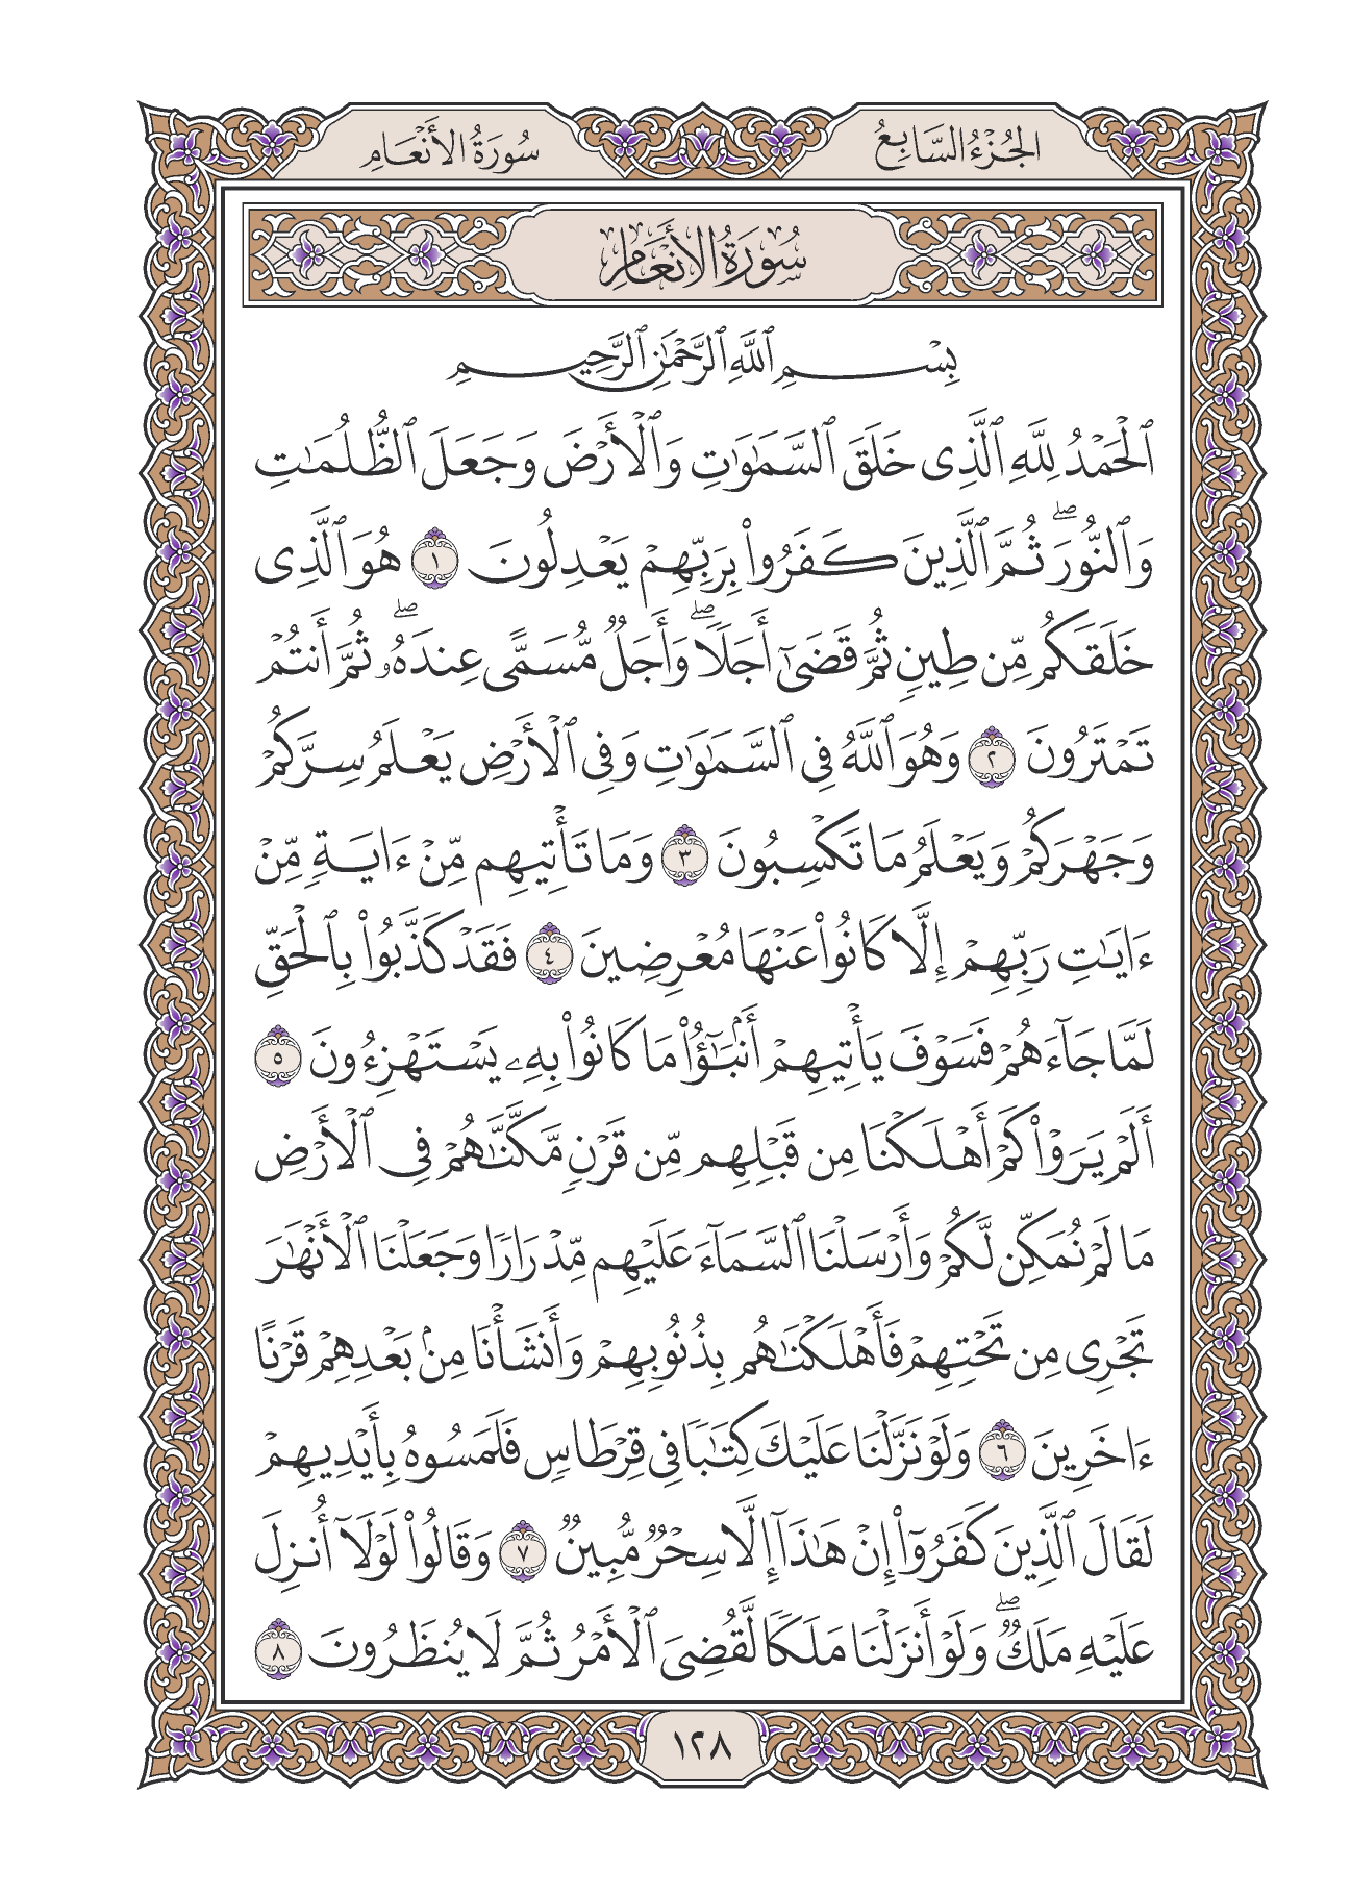 الجُزْءُ السَّابِعُ
سُورَةُ الأَنْعَامِ
سُورَةُ الأَنْعَامِ
بِسْمِ ٱللَّهِ ٱلرَّحْمَٰنِ ٱلرَّحِيمِ
ٱلْحَمْدُ لِلَّهِ ٱلَّذِى خَلَقَ ٱلسَّمَٰوَٰتِ وَٱلْأَرْضَ وَجَعَلَ ٱلظُّلُمَٰتِ
وَٱلنُّورَ ۖ ثُمَّ ٱلَّذِينَ كَفَرُوا۟ بِرَبِّهِمْ يَعْدِلُونَ ١ هُوَ ٱلَّذِى
خَلَقَكُم مِّن طِينٍ ثُمَّ قَضَىٰٓ أَجَلًا ۖ وَأَجَلٌ مُّسَمًّى عِندَهُۥ ۖ ثُمَّ أَنتُمْ
تَمْتَرُونَ ٢ وَهُوَ ٱللَّهُ فِى ٱلسَّمَٰوَٰتِ وَفِى ٱلْأَرْضِ يَعْلَمُ سِرَّكُمْ
وَجَهْرَكُمْ وَيَعْلَمُ مَا تَكْسِبُونَ ٣ وَمَا تَأْتِيهِم مِّنْ ءَايَةٍ مِّنْ
ءَايَٰتِ رَبِّهِمْ إِلَّا كَانُوا۟ عَنْهَا مُعْرِضِينَ ٤ فَقَدْ كَذَّبُوا۟ بِٱلْحَقِّ
لَمَّا جَآءَهُمْ فَسَوْفَ يَأْتِيهِمْ أَنۢبَٰٓؤُا۟ مَا كَانُوا۟ بِهِۦ يَسْتَهْزِءُونَ ٥
أَلَمْ يَرَوْا۟ كَمْ أَهْلَكْنَا مِن قَبْلِهِم مِّن قَرْنٍ مَّكَّنَّٰهُمْ فِى ٱلْأَرْضِ
مَا لَمْ نُمَكِّن لَّكُمْ وَأَرْسَلْنَا ٱلسَّمَآءَ عَلَيْهِم مِّدْرَارًا وَجَعَلْنَا ٱلْأَنْهَٰرَ
تَجْرِى مِن تَحْتِهِمْ فَأَهْلَكْنَٰهُم بِذُنُوبِهِمْ وَأَنشَأْنَا مِنۢ بَعْدِهِمْ قَرْنًا
ءَاخَرِينَ ٦ وَلَوْ نَزَّلْنَا عَلَيْكَ كِتَٰبًا فِى قِرْطَاسٍ فَلَمَسُوهُ بِأَيْدِيهِمْ
لَقَالَ ٱلَّذِينَ كَفَرُوٓا۟ إِنْ هَٰذَآ إِلَّا سِحْرٌ مُّبِينٌ ٧ وَقَالُوا۟ لَوْلَآ أُنزِلَ
عَلَيْهِ مَلَكٌ ۖ وَلَوْ أَنزَلْنَا مَلَكًا لَّقُضِىَ ٱلْأَمْرُ ثُمَّ لَا يُنظَرُونَ ٨
١٢٨